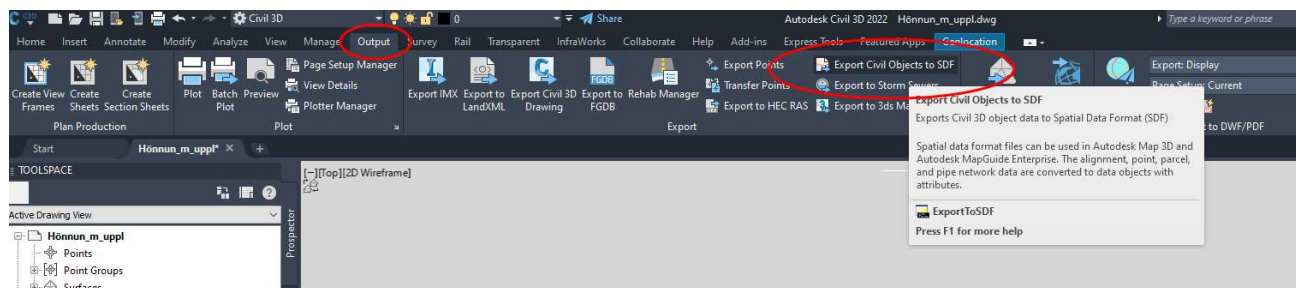 C3D Civil 3D 0 Share Autodesk Civil 3D 2022 Hönnun_m_uppl.dwg Type a keyword or phrase
Home Insert Annotate Modify Analyze View Manage Output Survey Rail Transparent InfraWorks Collaborate Help Add-ins Express Tools Featured Apps Geolocation
Create View Frames
Create Sheets
Create Section Sheets
Plan Production
Plot
Batch Plot
Preview
Page Setup Manager
View Details
Plotter Manager
Plot
Export IMX
Export to LandXML
Export Civil 3D Drawing
FGDB
Export to FGDB
Rehab Manager
Export Points
Transfer Points
Export to HEC RAS
Export Civil Objects to SDF
Export to Storm Sewers
Export to 3ds Ma
Export
Export: Display
Page Setup: Current
to DWF/PDF
Export Civil Objects to SDF
Exports Civil 3D object data to Spatial Data Format (SDF)
Spatial data format files can be used in Autodesk Map 3D and
Autodesk MapGuide Enterprise. The alignment, point, parcel,
and pipe network data are converted to data objects with
attributes.
ExportToSDF
Press F1 for more help
Start Hönnun_m_uppl*
TOOLSPACE
Active Drawing View
Hönnun_m_uppl
Points
Point Groups
Surfaces
Prospector
[−][Top][2D Wireframe]